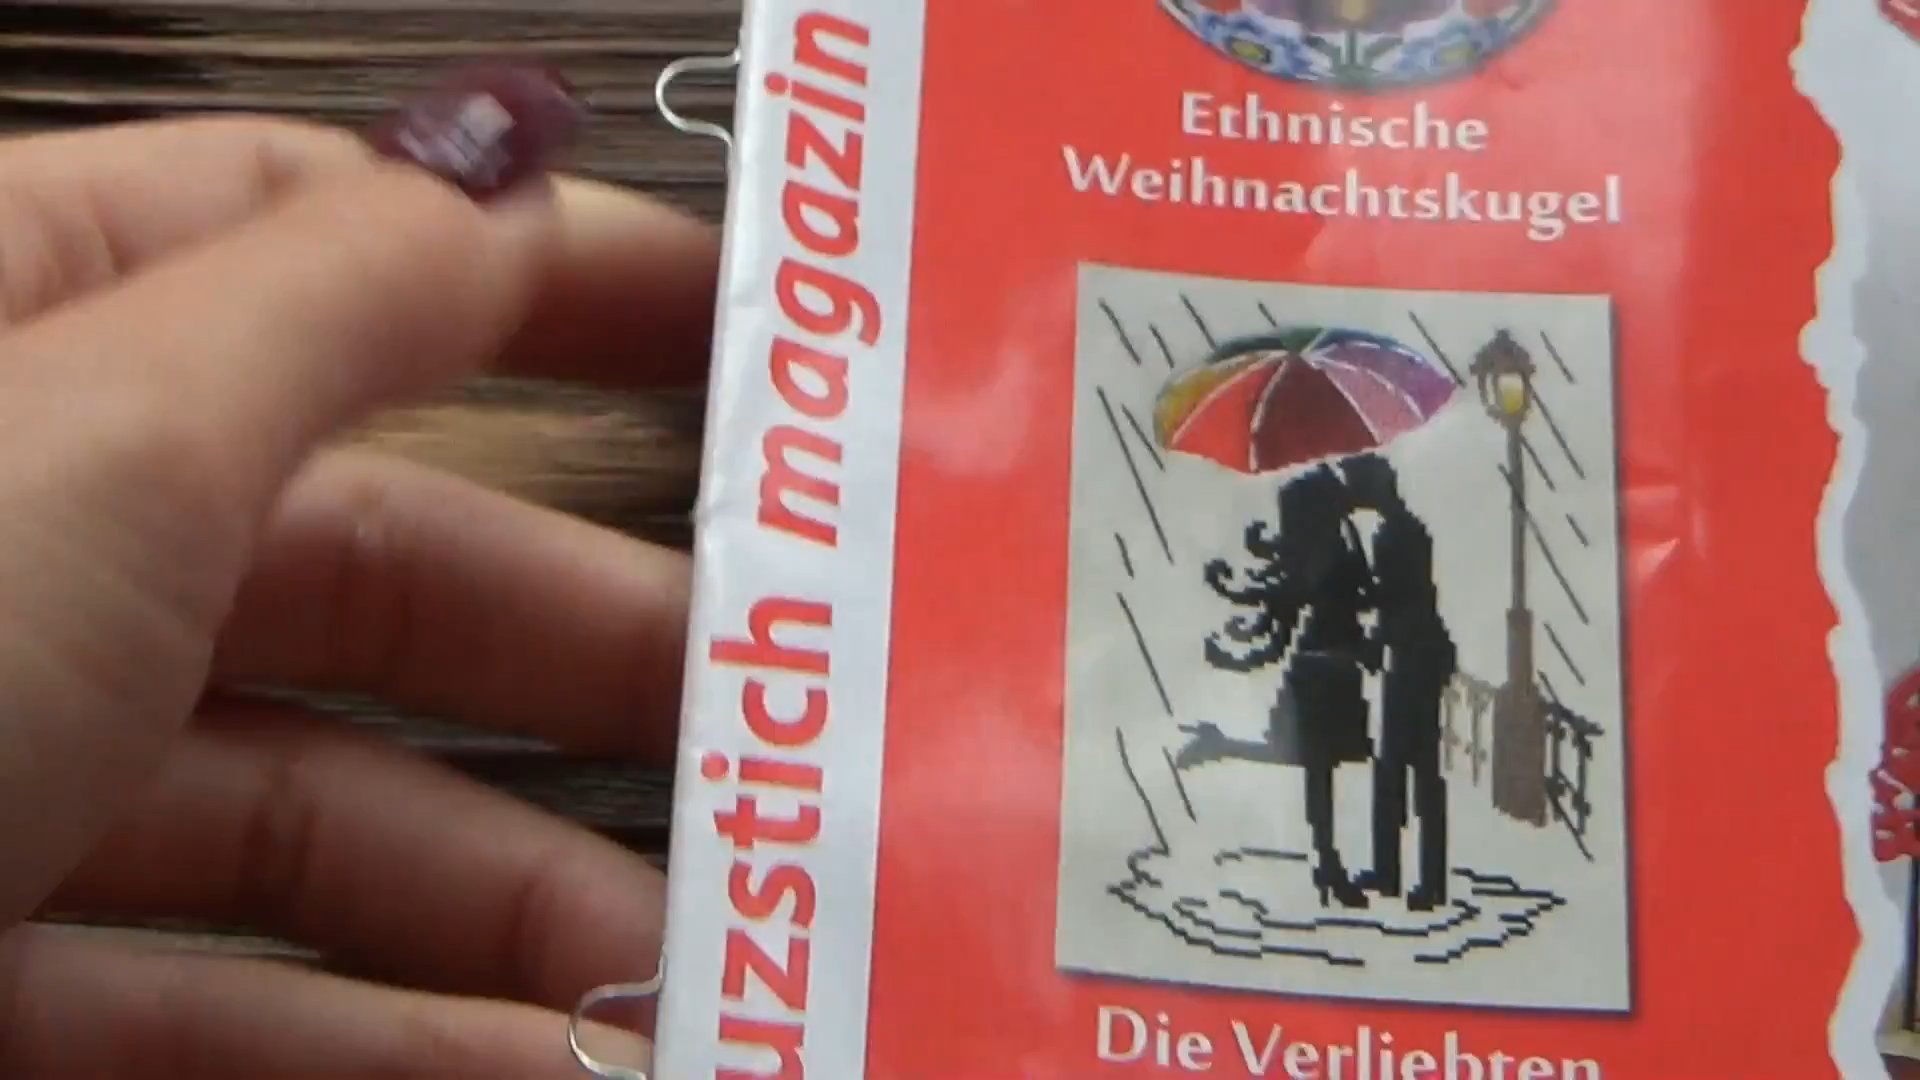 uzstich magazin
Ethnische
Weihnachtskugel
Die Verliebten